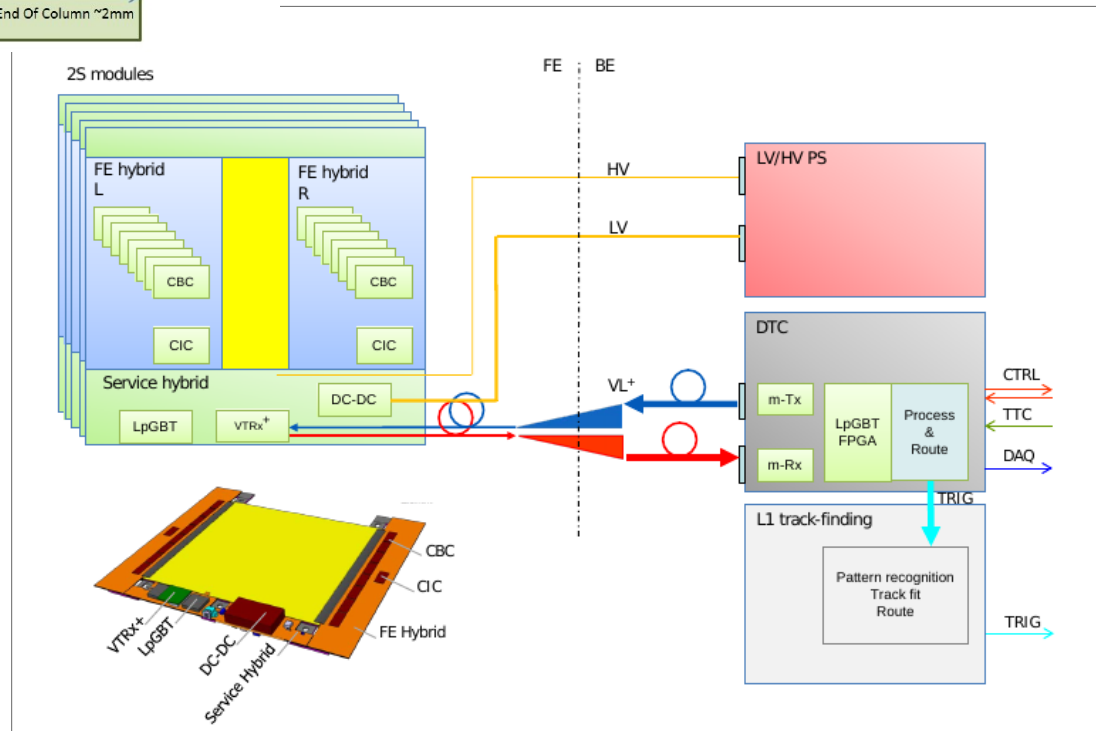 End Of Column ~2mm
2S modules
FE
BE
FE hybrid
L
FE hybrid
R
CBC
CBC
CIC
CIC
Service hybrid
DC-DC
LpGBT
VTRx+
HV
LV
VL+
LV/HV PS
DTC
m-Tx
m-Rx
LpGBT
FPGA
Process
&
Route
CTRL
TTC
DAQ
TRIG
L1 track-finding
Pattern recognition
Track fit
Route
TRIG
CBC
CIC
FE Hybrid
VTRx+
LpGBT
DC-DC
Service Hybrid